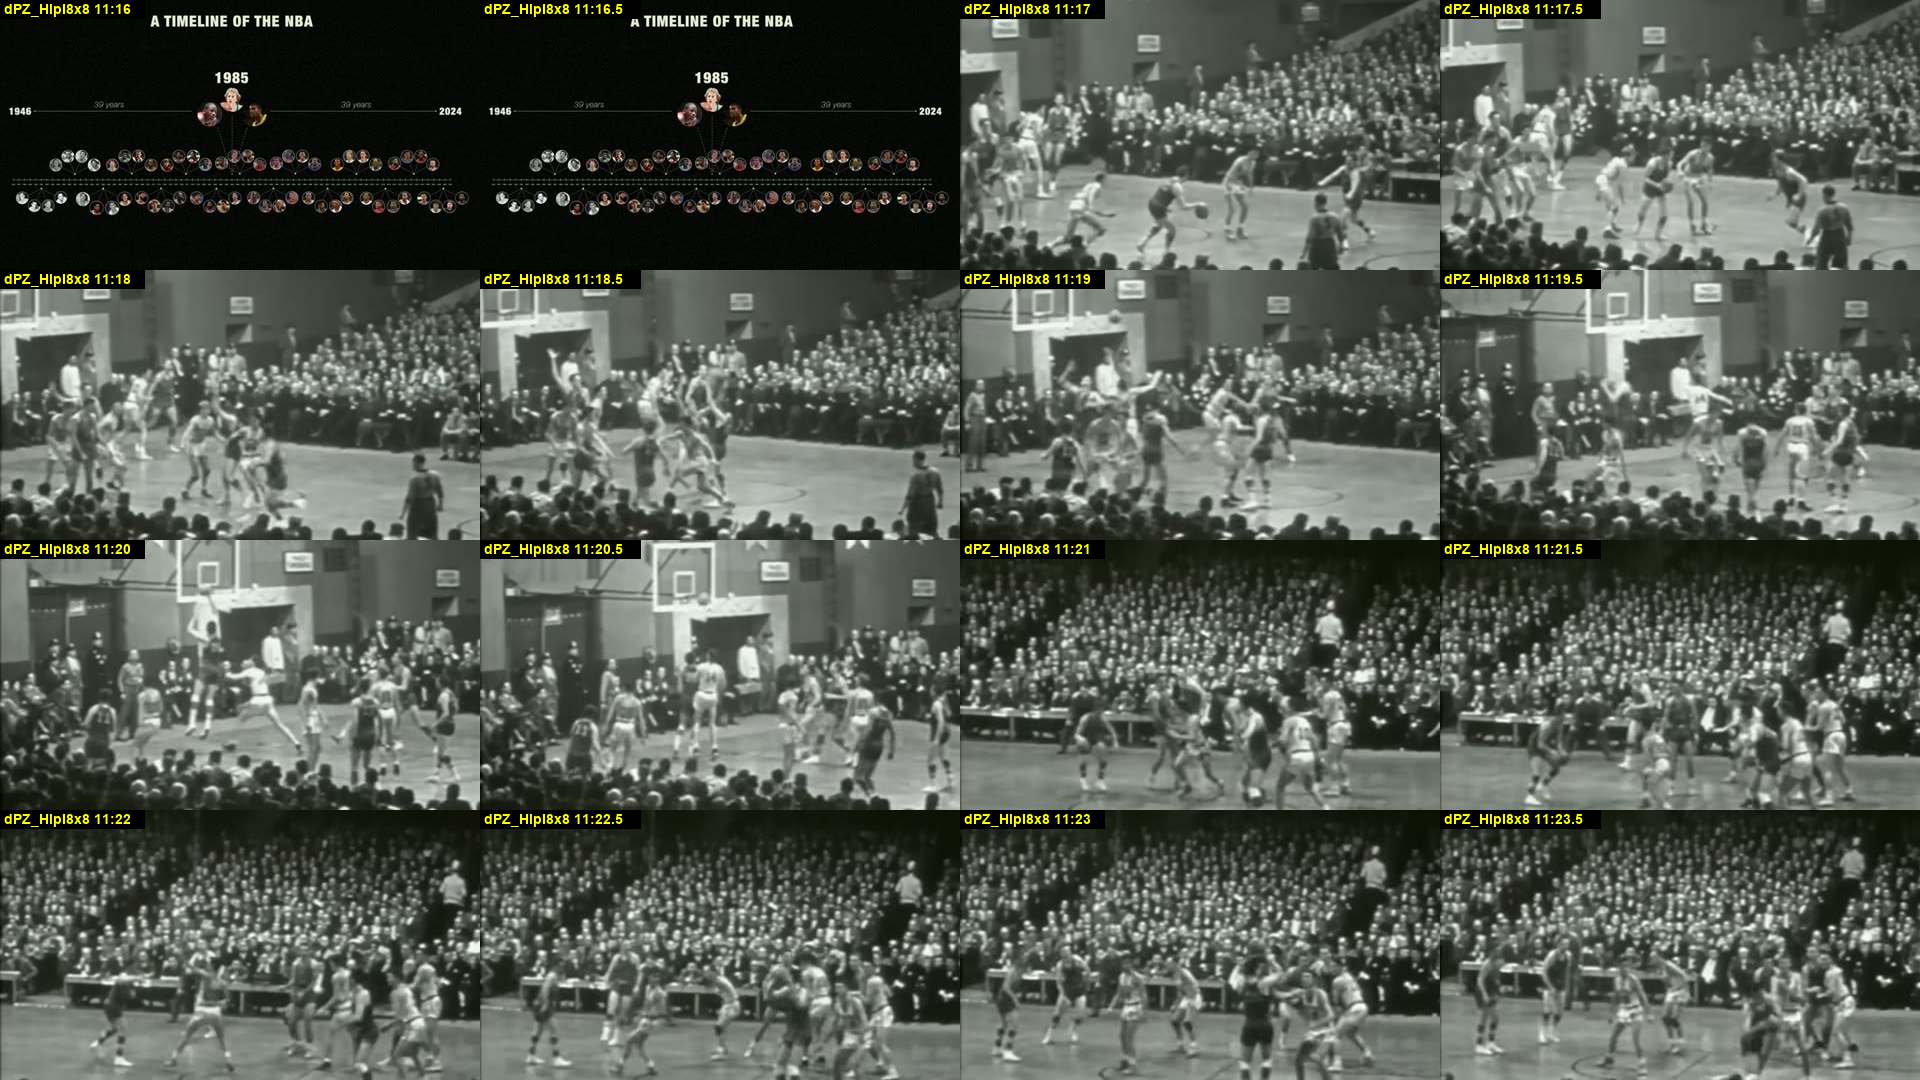 dPZ_HIpI8x8 11:16
A TIMELINE OF THE NBA
1985
1946
39 years
39 years
2024
dPZ_HIpI8x8 11:16.5
A TIMELINE OF THE NBA
1985
1946
39 years
39 years
2024
dPZ_HIpI8x8 11:17
dPZ_HIpI8x8 11:17.5
dPZ_HIpI8x8 11:18
dPZ_HIpI8x8 11:18.5
dPZ_HIpI8x8 11:19
dPZ_HIpI8x8 11:19.5
dPZ_HIpI8x8 11:20
dPZ_HIpI8x8 11:20.5
dPZ_HIpI8x8 11:21
dPZ_HIpI8x8 11:21.5
dPZ_HIpI8x8 11:22
dPZ_HIpI8x8 11:22.5
dPZ_HIpI8x8 11:23
dPZ_HIpI8x8 11:23.5